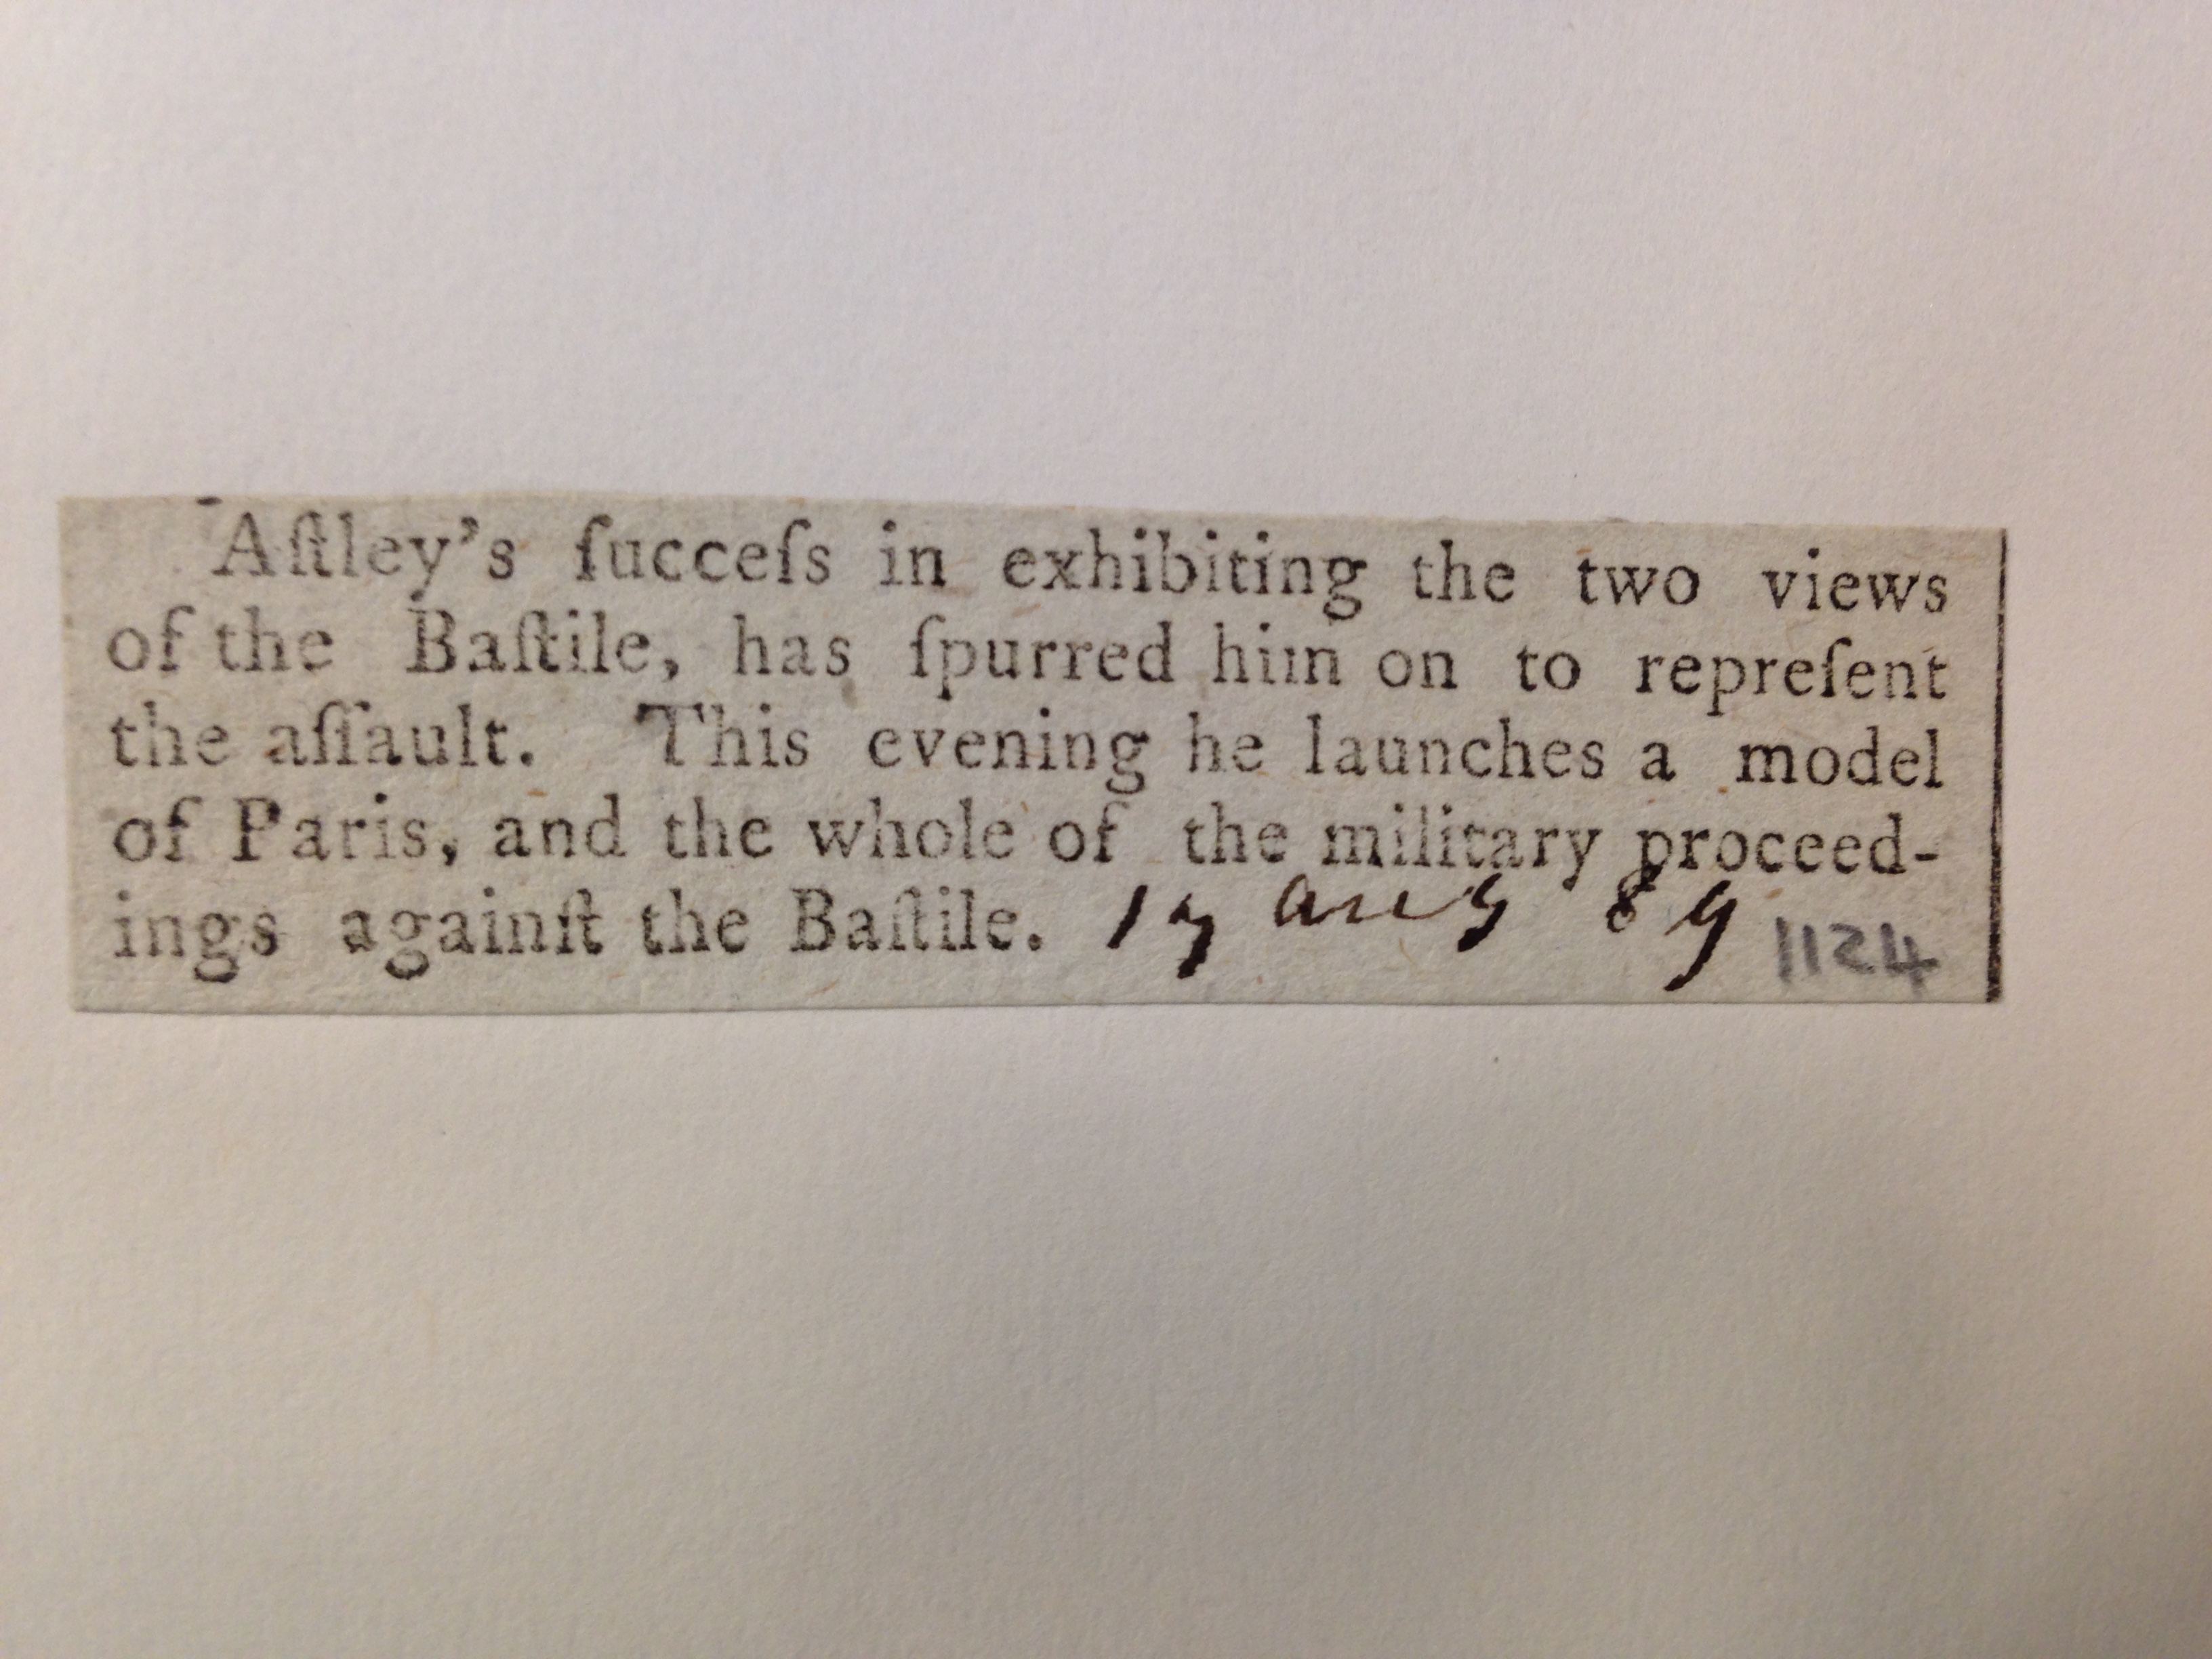 Aſtley's ſucceſs in exhibiting the two views
of the Baſtile, has ſpurred him on to repreſent
the aſſault. This evening he launches a model
of Paris, and the whole of the military proceed-
ings againſt the Baſtile. 17 aug 89 1124